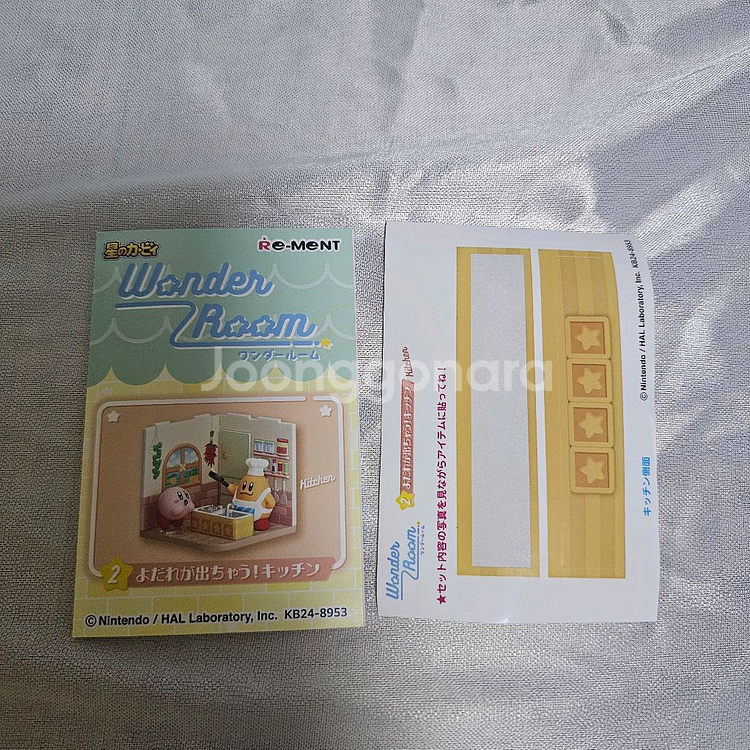 星のカービィ
Re-MeNT
Wonder
Room
ワンダールーム
Kitchen
2 よだれが出ちゃう!キッチン
©Nintendo / HAL Laboratory, Inc. KB24-8953
Wonder
Room
ワンダールーム
2 よだれが出ちゃう!キッチン Kitchen
★セット内容の写真を見ながらアイテムに貼ってね!
キッチン側面
©Nintendo / HAL Laboratory, Inc. KB24-8953
Joonggonara